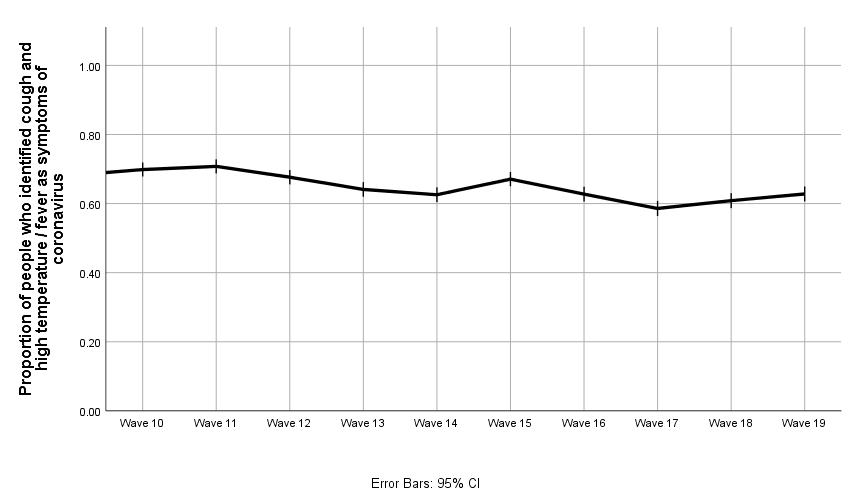 Proportion of people who identified cough and
high temperature / fever as symptoms of
coronavirus
1.00
0.80
0.60
0.40
0.20
0.00
Wave 10 Wave 11 Wave 12 Wave 13 Wave 14 Wave 15 Wave 16 Wave 17 Wave 18 Wave 19
Error Bars: 95% CI